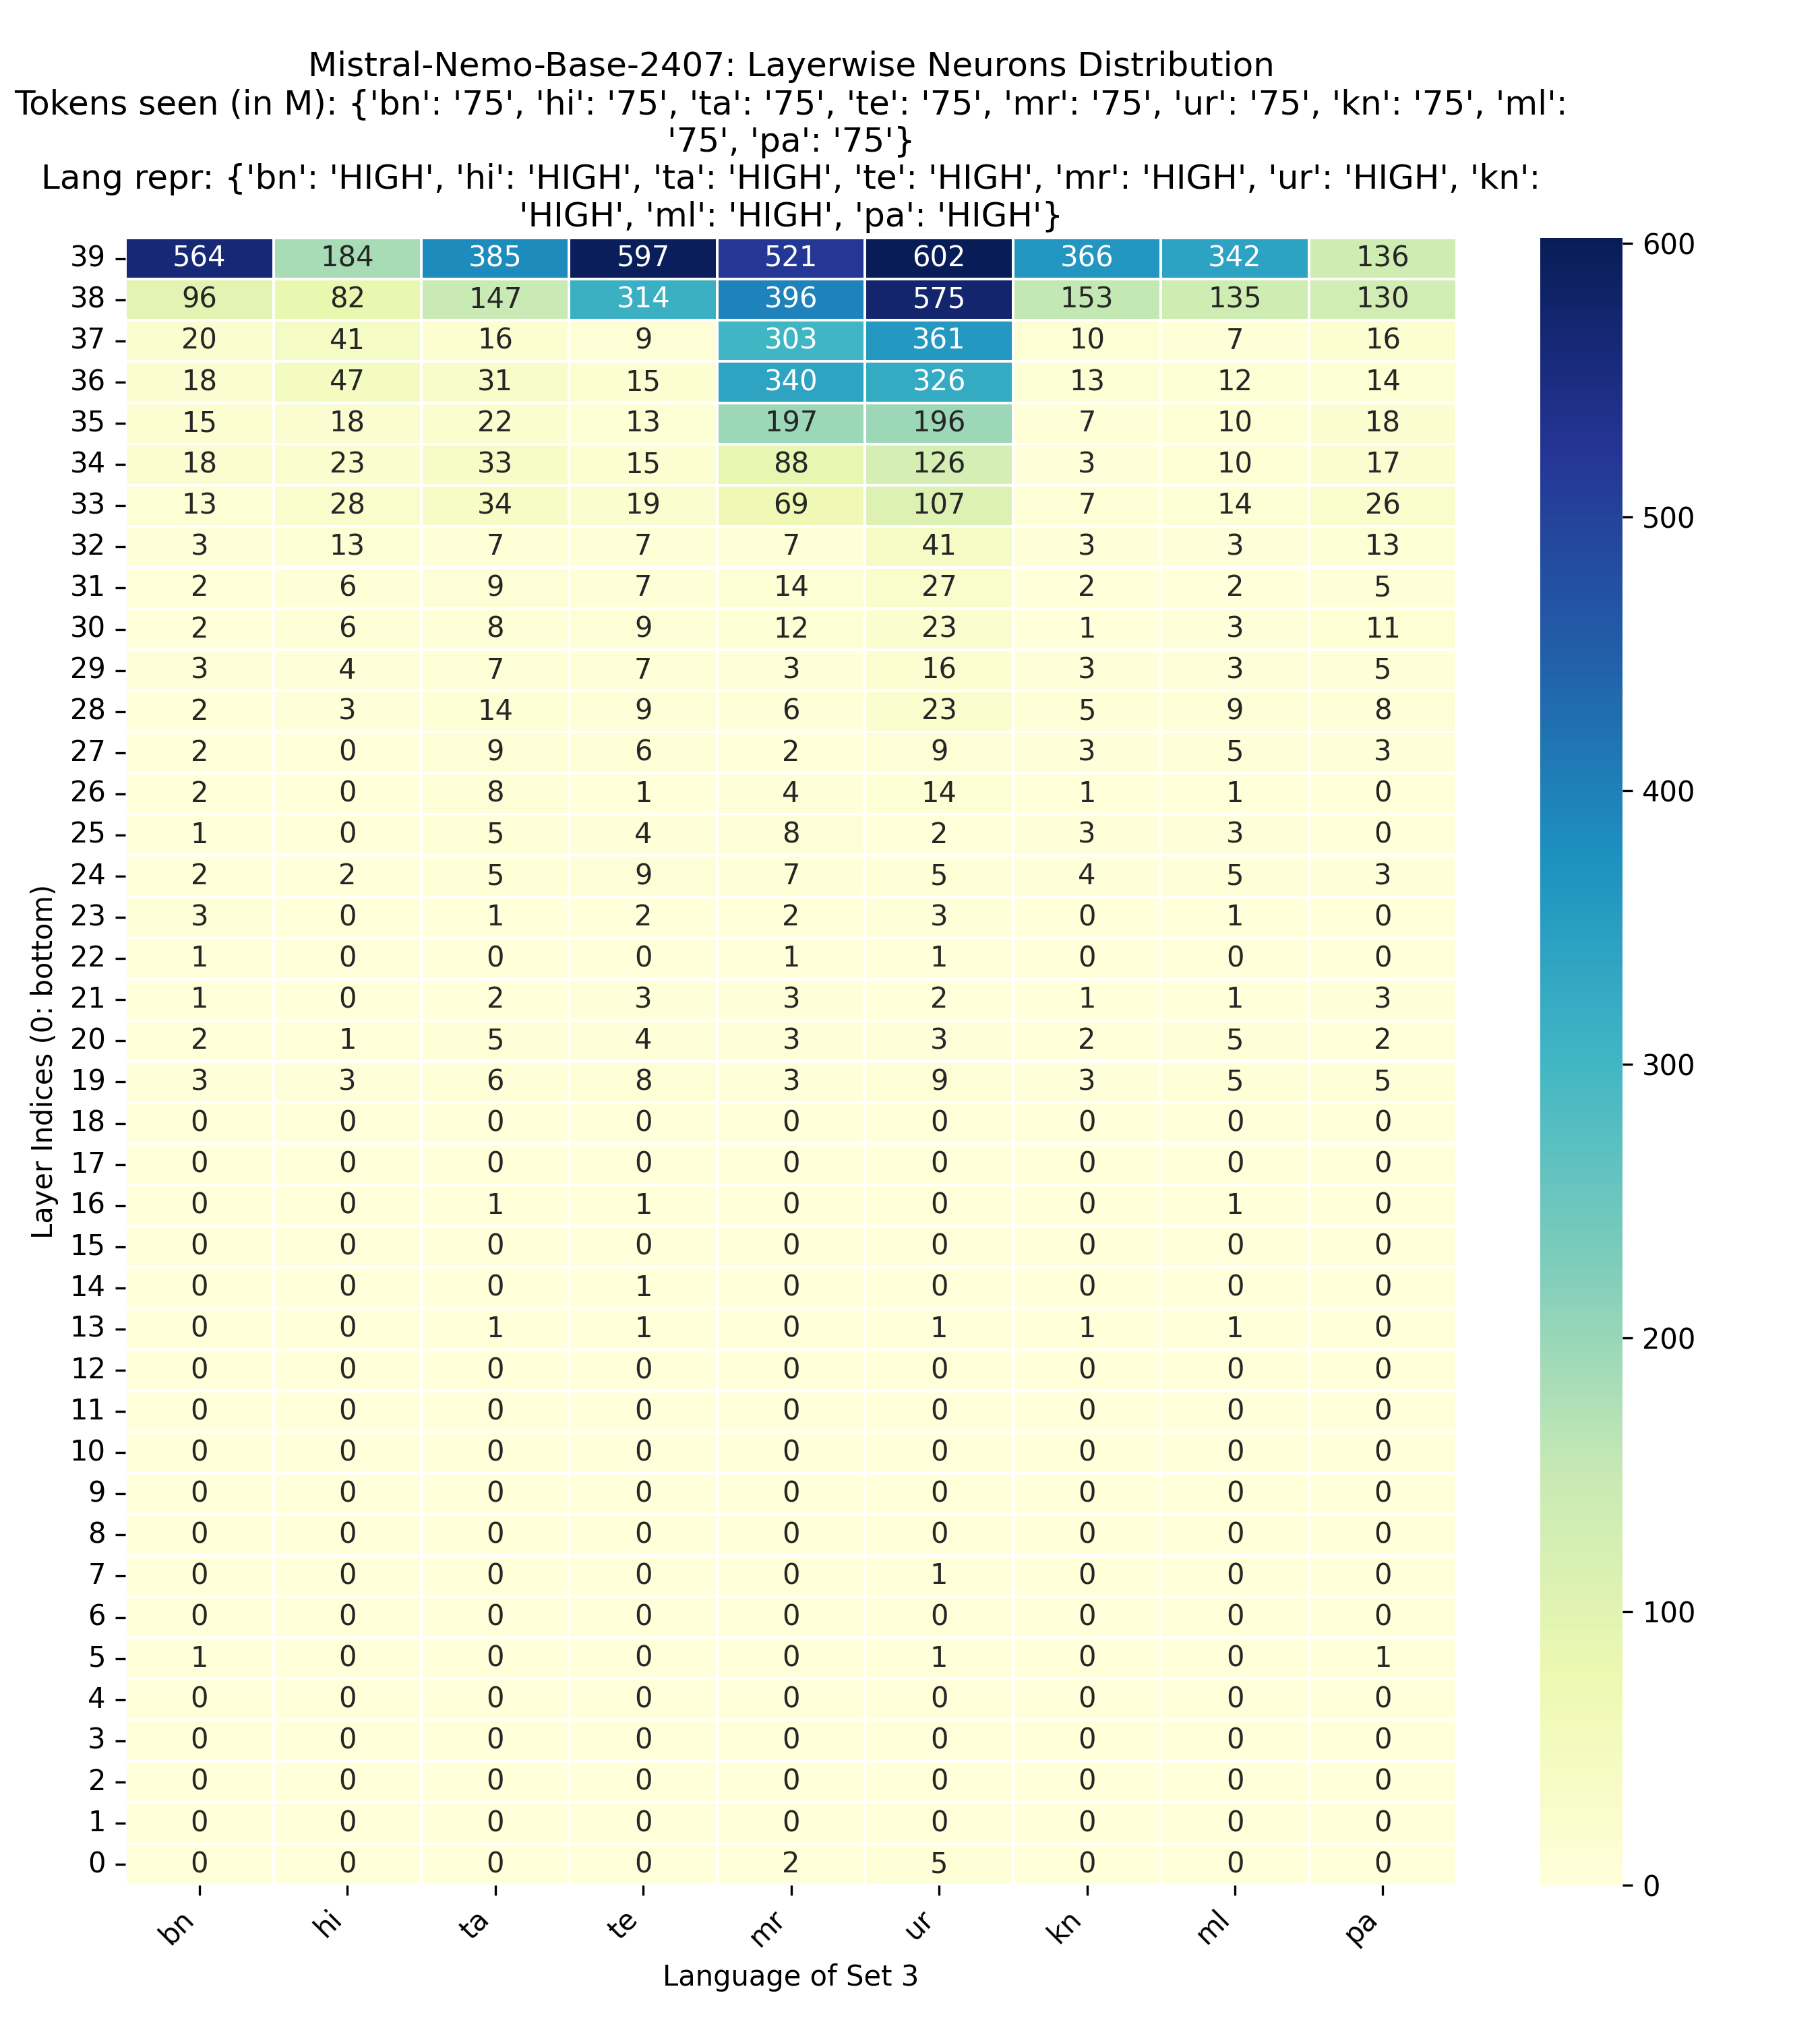 Mistral-Nemo-Base-2407: Layerwise Neurons Distribution
Tokens seen (in M): {'bn': '75', 'hi': '75', 'ta': '75', 'te': '75', 'mr': '75', 'ur': '75', 'kn': '75', 'ml':
'75', 'pa': '75'}
Lang repr: {'bn': 'HIGH', 'hi': 'HIGH', 'ta': 'HIGH', 'te': 'HIGH', 'mr': 'HIGH', 'ur': 'HIGH', 'kn':
'HIGH', 'ml': 'HIGH', 'pa': 'HIGH'}
39 564 184 385 597 521 602 366 342 136
38 96 82 147 314 396 575 153 135 130
37 20 41 16 9 303 361 10 7 16
36 18 47 31 15 340 326 13 12 14
35 15 18 22 13 197 196 7 10 18
34 18 23 33 15 88 126 3 10 17
33 13 28 34 19 69 107 7 14 26
32 3 13 7 7 7 41 3 3 13
31 2 6 9 7 14 27 2 2 5
30 2 6 8 9 12 23 1 3 11
29 3 4 7 7 3 16 3 3 5
28 2 3 14 9 6 23 5 9 8
27 2 0 9 6 2 9 3 5 3
26 2 0 8 1 4 14 1 1 0
25 1 0 5 4 8 2 3 3 0
24 2 2 5 9 7 5 4 5 3
23 3 0 1 2 2 3 0 1 0
22 1 0 0 0 1 1 0 0 0
21 1 0 2 3 3 2 1 1 3
20 2 1 5 4 3 3 2 5 2
19 3 3 6 8 3 9 3 5 5
18 0 0 0 0 0 0 0 0 0
17 0 0 0 0 0 0 0 0 0
16 0 0 1 1 0 0 0 1 0
15 0 0 0 0 0 0 0 0 0
14 0 0 0 1 0 0 0 0 0
13 0 0 1 1 0 1 1 1 0
12 0 0 0 0 0 0 0 0 0
11 0 0 0 0 0 0 0 0 0
10 0 0 0 0 0 0 0 0 0
9 0 0 0 0 0 0 0 0 0
8 0 0 0 0 0 0 0 0 0
7 0 0 0 0 0 1 0 0 0
6 0 0 0 0 0 0 0 0 0
5 1 0 0 0 0 1 0 0 1
4 0 0 0 0 0 0 0 0 0
3 0 0 0 0 0 0 0 0 0
2 0 0 0 0 0 0 0 0 0
1 0 0 0 0 0 0 0 0 0
0 0 0 0 0 2 5 0 0 0
bn hi ta te mr ur kn ml pa
Language of Set 3
Layer Indices (0: bottom)
600
500
400
300
200
100
0